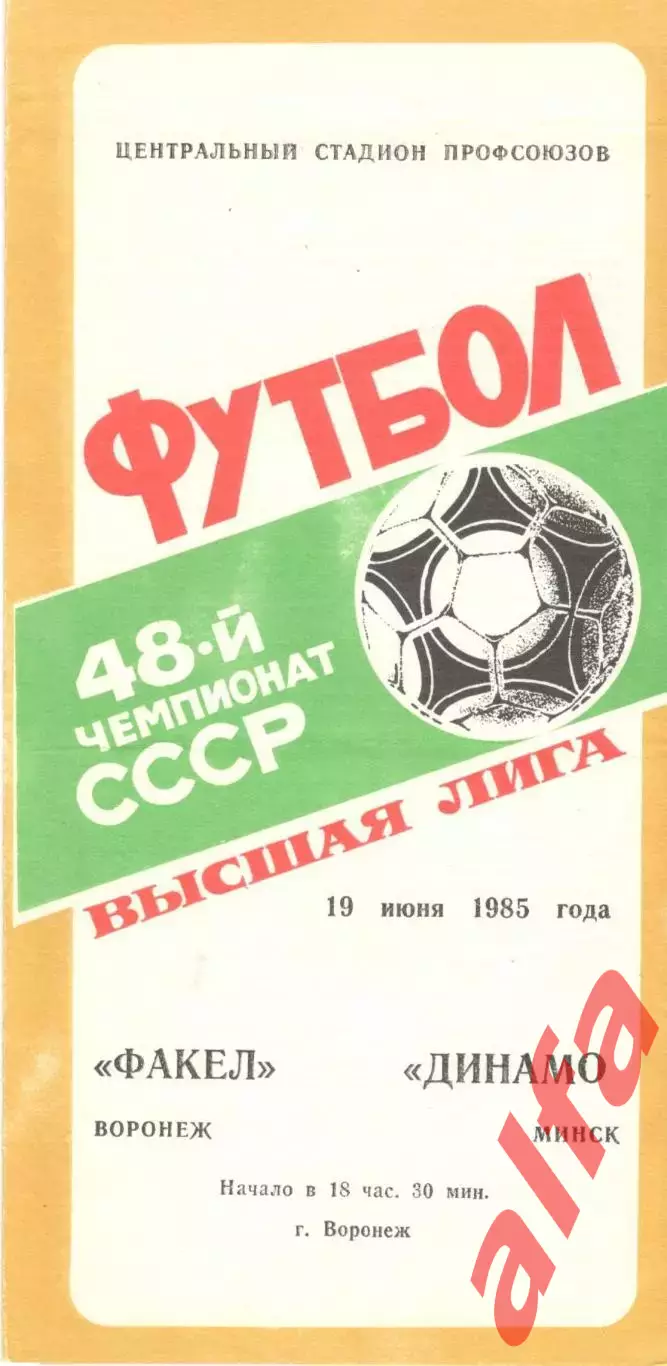 ЦЕНТРАЛЬНЫЙ СТАДИОН ПРОФСОЮЗОВ
ФУТБОЛ
48-й
ЧЕМПИОНАТ
СССР
ВЫСШАЯ ЛИГА
19 июня 1985 года
«ФАКЕЛ» «ДИНАМО
ВОРОНЕЖ МИНСК
Начало в 18 час. 30 мин.
г. Воронеж
alfa